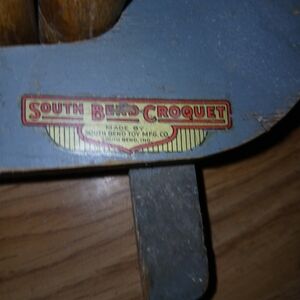 SOUTH BEND CROQUET
MADE BY
SOUTH BEND TOY MFG. CO.
SOUTH BEND, IND.